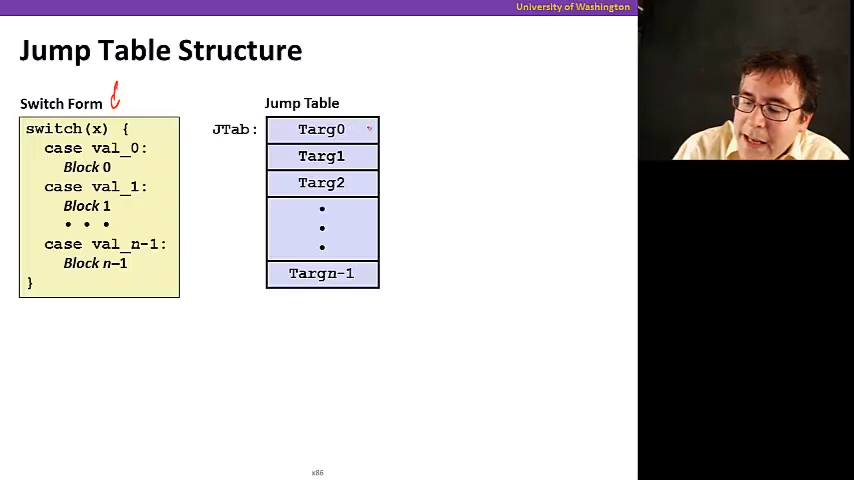 University of Washington
Jump Table Structure
Switch Form C
switch(x) {
case val_0:
Block 0
case val_1:
Block 1
• • •
case val_n-1:
Block n–1
}
Jump Table
JTab:
Targ0
Targ1
Targ2
•
•
•
Targn-1
x86